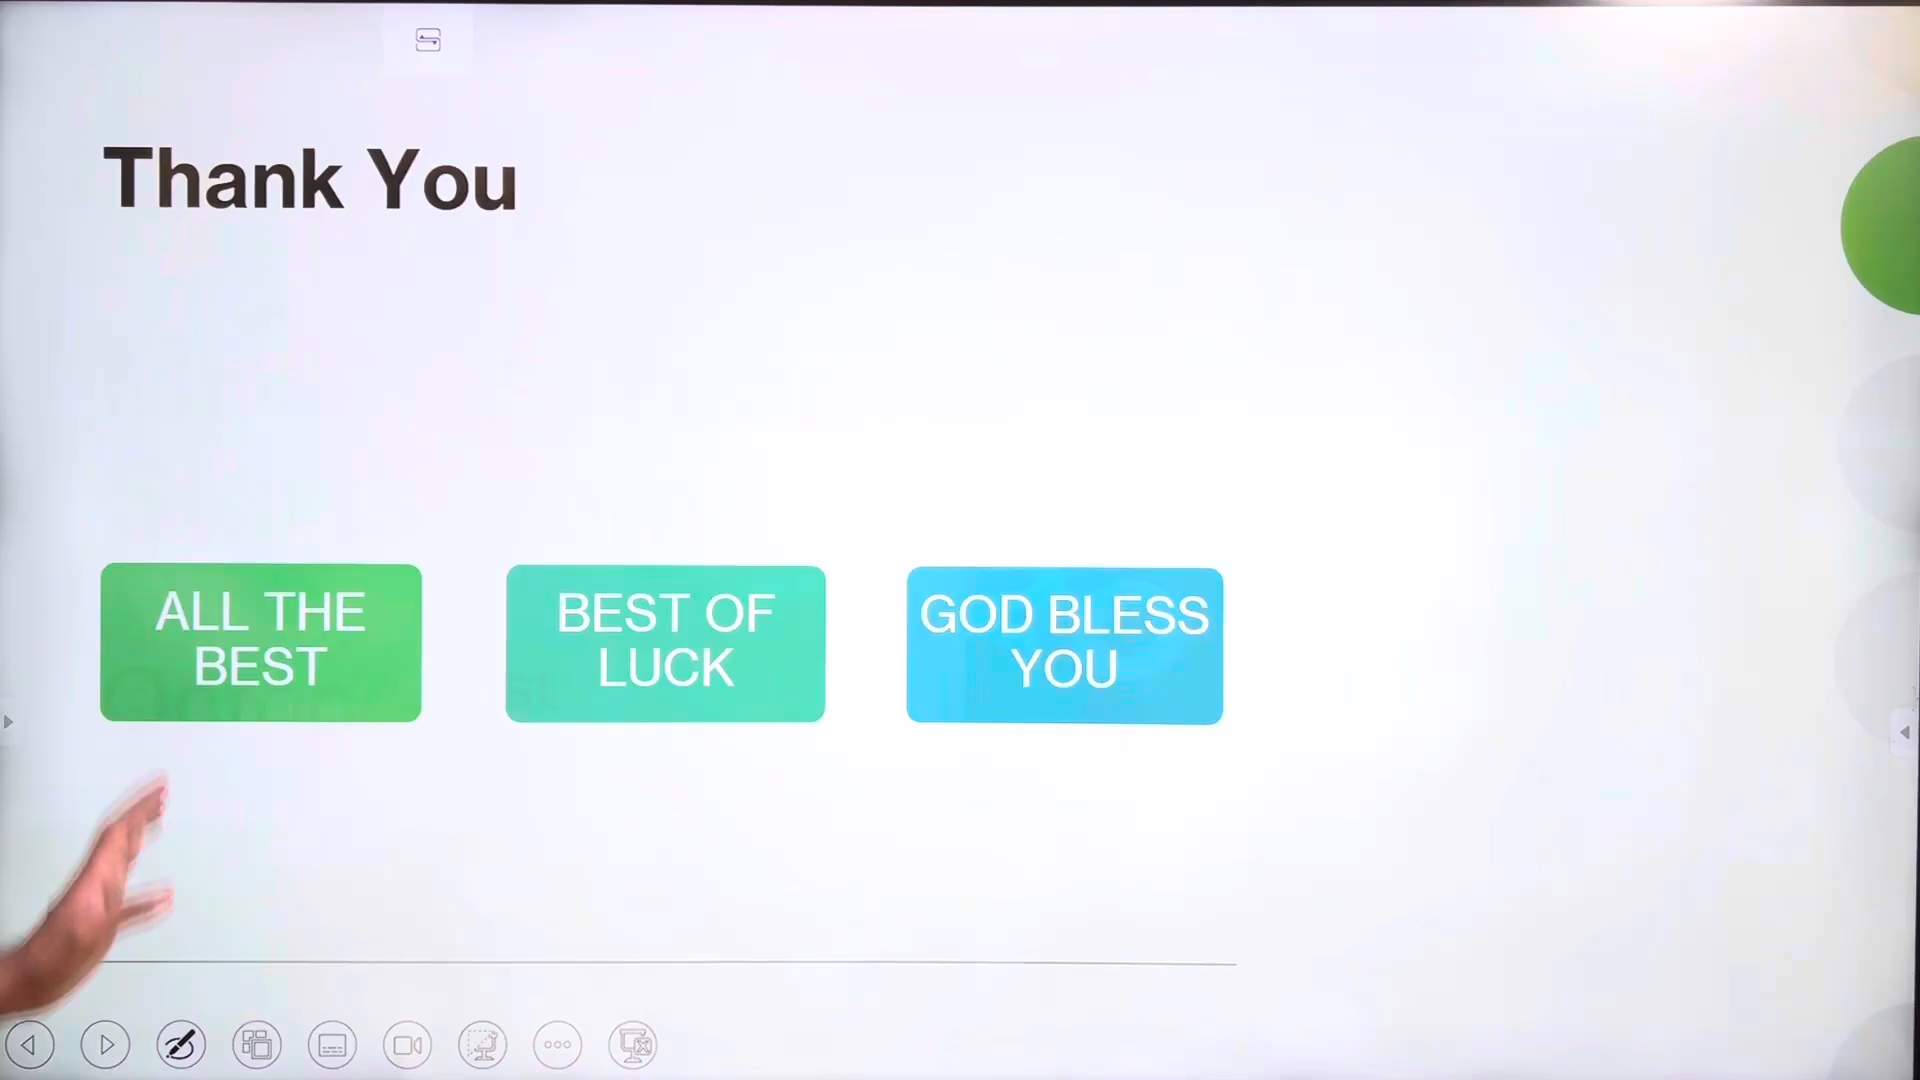 Thank You
ALL THE
BEST
BEST OF
LUCK
GOD BLESS
YOU